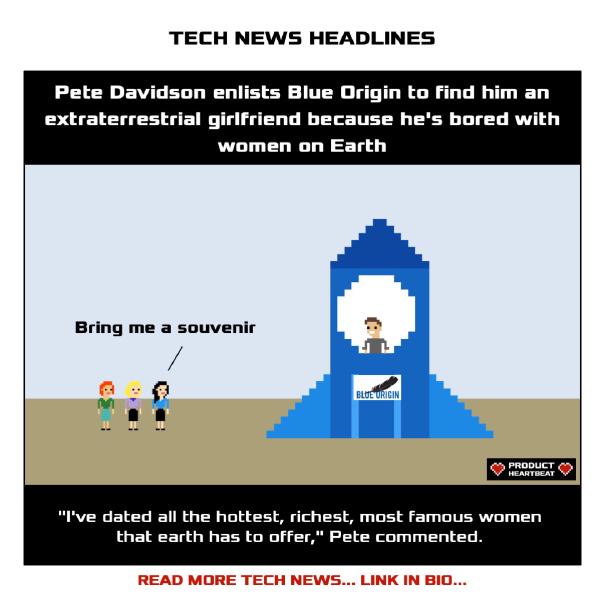 TECH NEWS HEADLINES
Pete Davidson enlists Blue Origin to find him an
extraterrestrial girlfriend because he's bored with
women on Earth
Bring me a souvenir
BLUE ORIGIN
PRODUCT
HEARTBEAT
"I've dated all the hottest, richest, most famous women
that earth has to offer," Pete commented.
READ MORE TECH NEWS... LINK IN BIO...